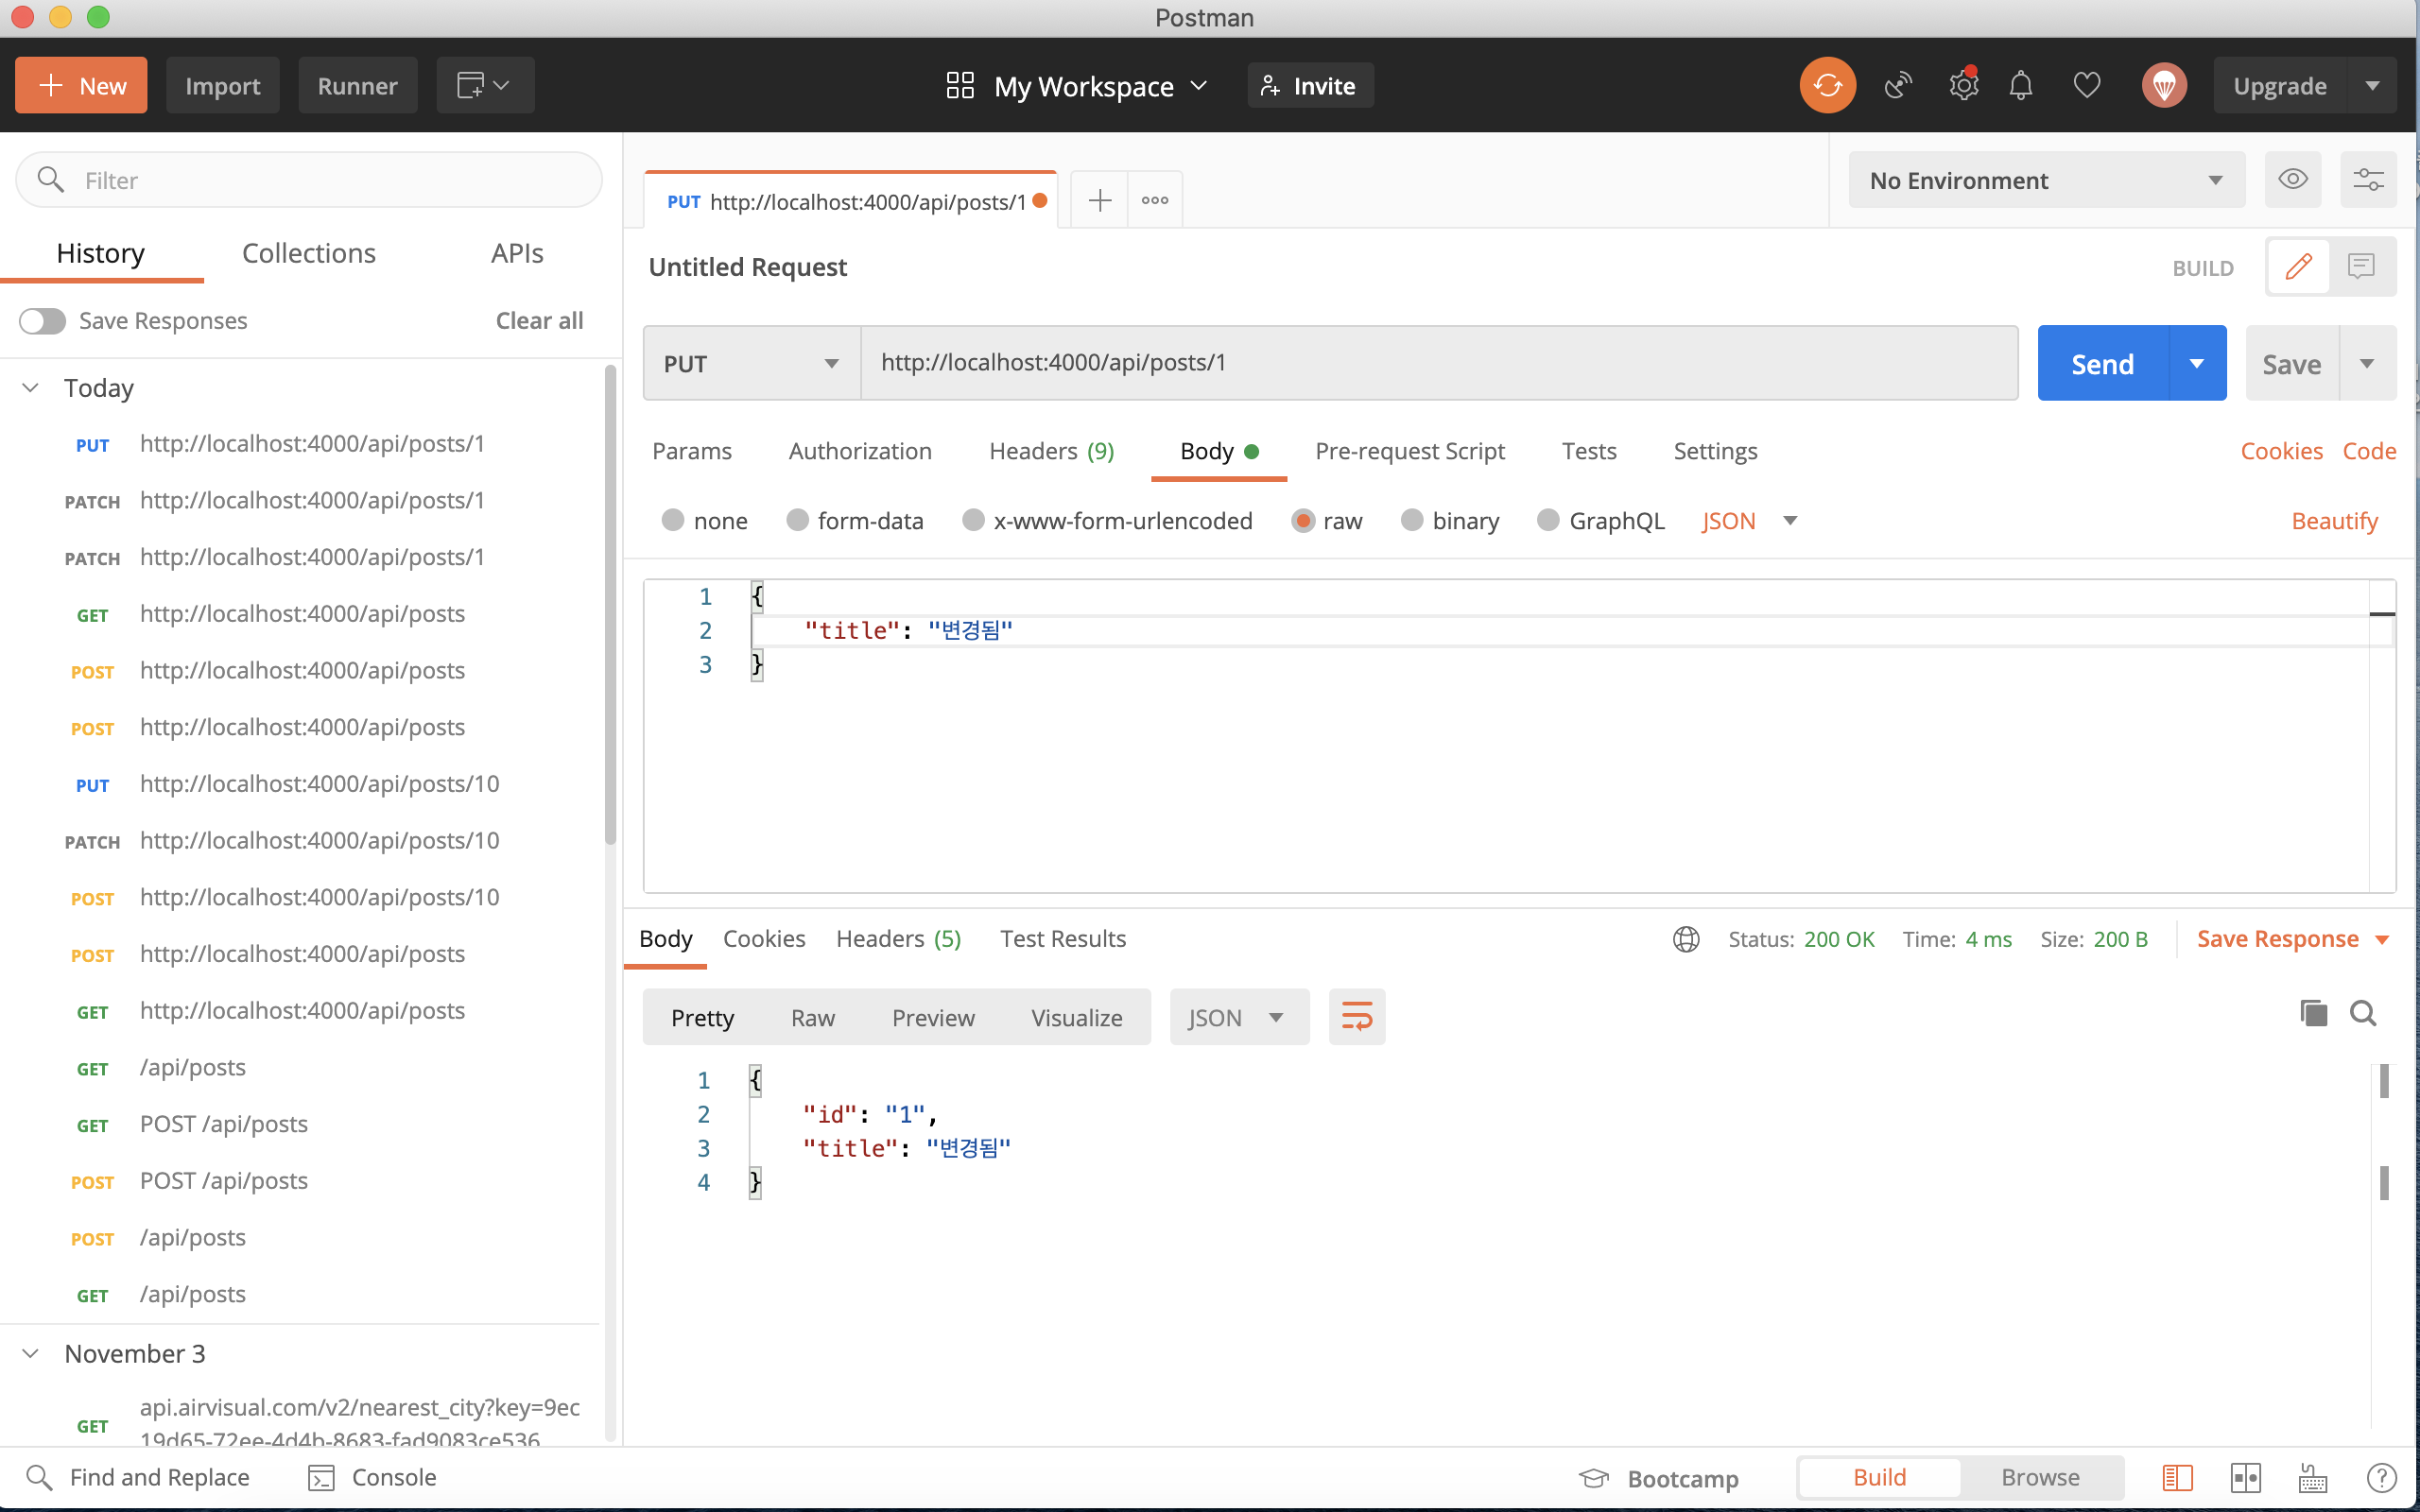 Postman
New
Import
Runner
My Workspace
Invite
Upgrade
Filter
History
Collections
APIs
Save Responses
Clear all
Today
PUT http://localhost:4000/api/posts/1
PATCH http://localhost:4000/api/posts/1
PATCH http://localhost:4000/api/posts/1
GET http://localhost:4000/api/posts
POST http://localhost:4000/api/posts
POST http://localhost:4000/api/posts
PUT http://localhost:4000/api/posts/10
PATCH http://localhost:4000/api/posts/10
POST http://localhost:4000/api/posts/10
POST http://localhost:4000/api/posts
GET http://localhost:4000/api/posts
GET /api/posts
GET POST /api/posts
POST POST /api/posts
POST /api/posts
GET /api/posts
November 3
GET api.airvisual.com/v2/nearest_city?key=9ec
19d65-72ee-4d4b-8683-fad9083ce536
PUT http://localhost:4000/api/posts/1
No Environment
Untitled Request
BUILD
PUT
http://localhost:4000/api/posts/1
Send
Save
Params
Authorization
Headers (9)
Body
Pre-request Script
Tests
Settings
Cookies
Code
none
form-data
x-www-form-urlencoded
raw
binary
GraphQL
JSON
Beautify
1 {
2 "title": "변경됨"
3 }
Body
Cookies
Headers (5)
Test Results
Status: 200 OK
Time: 4 ms
Size: 200 B
Save Response
Pretty
Raw
Preview
Visualize
JSON
1 {
2 "id": "1",
3 "title": "변경됨"
4 }
Find and Replace
Console
Bootcamp
Build
Browse